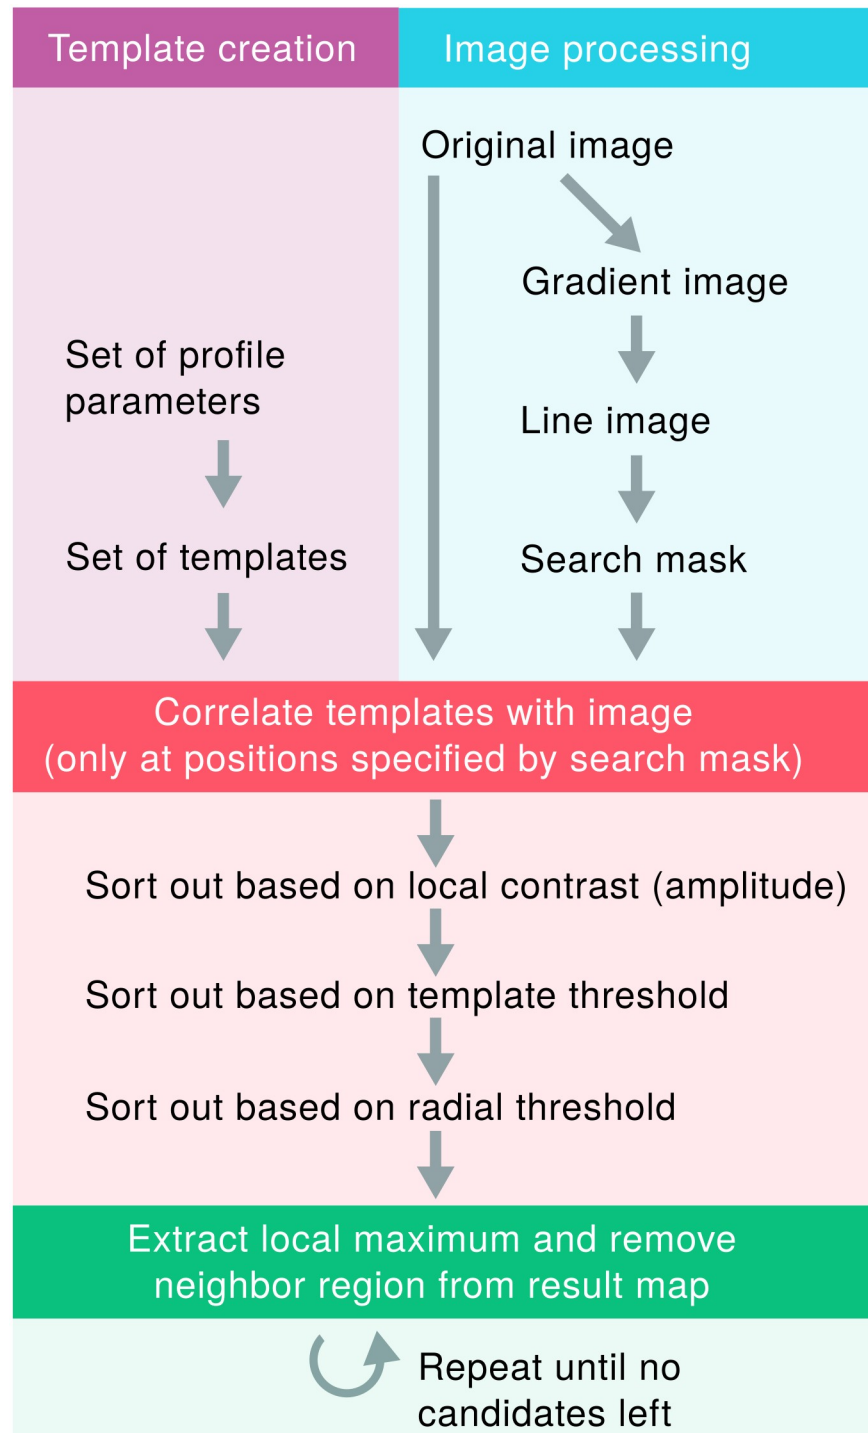 Template creation
Image processing
Original image
Gradient image
Set of profile
parameters
Line image
Set of templates
Search mask
Correlate templates with image
(only at positions specified by search mask)
Sort out based on local contrast (amplitude)
Sort out based on template threshold
Sort out based on radial threshold
Extract local maximum and remove
neighbor region from result map
Repeat until no
candidates left